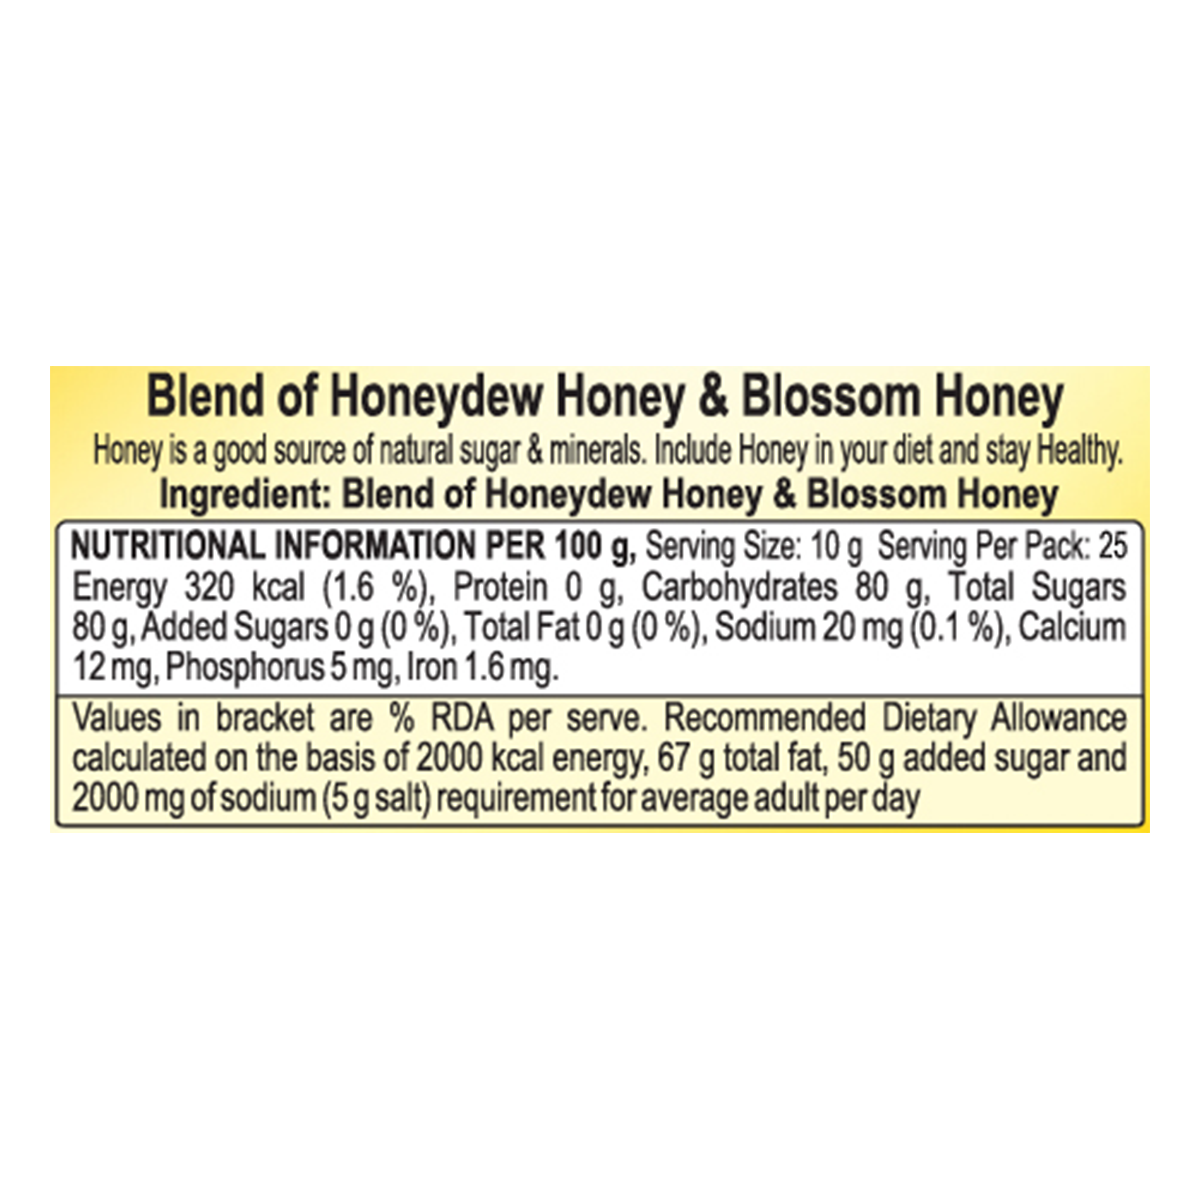 Blend of Honeydew Honey & Blossom Honey
Honey is a good source of natural sugar & minerals. Include Honey in your diet and stay Healthy.
Ingredient: Blend of Honeydew Honey & Blossom Honey
NUTRITIONAL INFORMATION PER 100 g, Serving Size: 10 g Serving Per Pack: 25
Energy 320 kcal (1.6 %), Protein 0 g, Carbohydrates 80 g, Total Sugars
80 g, Added Sugars 0 g (0 %), Total Fat 0 g (0 %), Sodium 20 mg (0.1 %), Calcium
12 mg, Phosphorus 5 mg, Iron 1.6 mg.
Values in bracket are % RDA per serve. Recommended Dietary Allowance
calculated on the basis of 2000 kcal energy, 67 g total fat, 50 g added sugar and
2000 mg of sodium (5 g salt) requirement for average adult per day